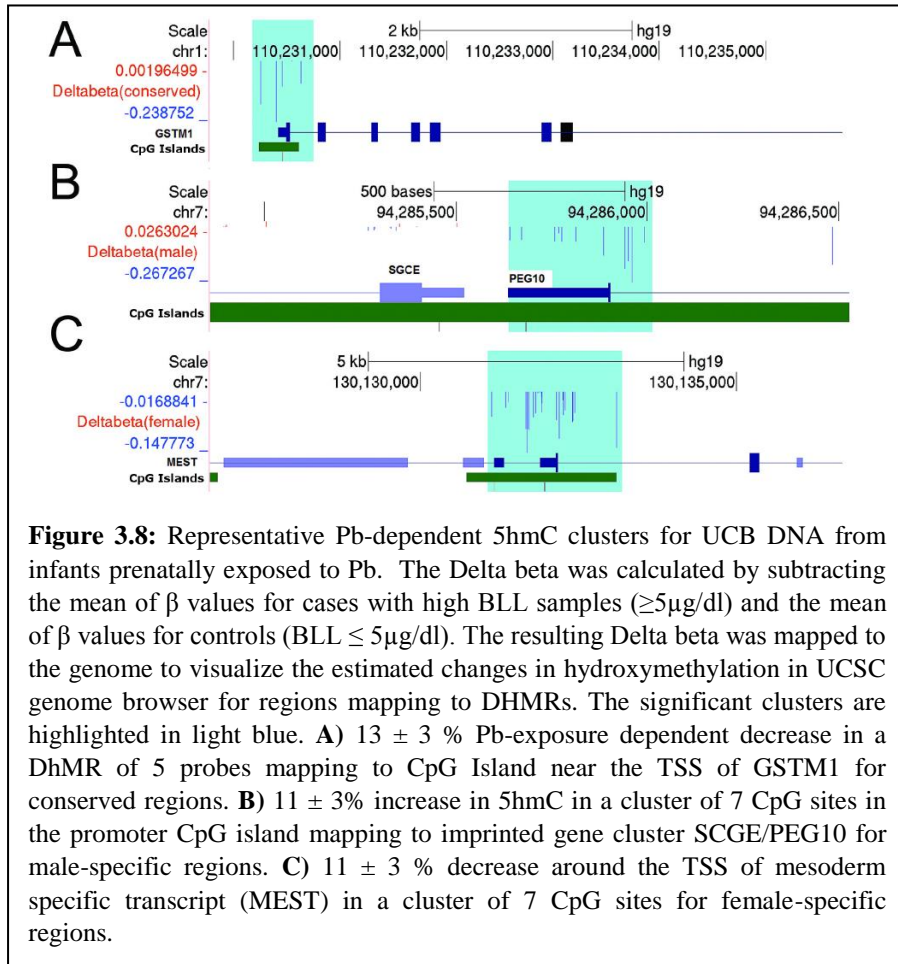 A
Scale 2 kb hg19
chr1: 110,231,000 110,232,000 110,233,000 110,234,000 110,235,000
0.00196499 -
Deltabeta(conserved)
-0.238752 _
GSTM1
CpG Islands
B
Scale 500 bases hg19
chr7: 94,285,500 94,286,000 94,286,500
0.0263024 -
Deltabeta(male)
-0.267267 _
SGCE PEG10
CpG Islands
C
Scale 5 kb hg19
chr7: 130,130,000 130,135,000
-0.0168841 -
Deltabeta(female)
-0.147773 _
MEST
CpG Islands
Figure 3.8: Representative Pb-dependent 5hmC clusters for UCB DNA from
infants prenatally exposed to Pb. The Delta beta was calculated by subtracting
the mean of β values for cases with high BLL samples (≥5µg/dl) and the mean
of β values for controls (BLL ≤ 5µg/dl). The resulting Delta beta was mapped to
the genome to visualize the estimated changes in hydroxymethylation in UCSC
genome browser for regions mapping to DHMRs. The significant clusters are
highlighted in light blue. A) 13 ± 3 % Pb-exposure dependent decrease in a
DhMR of 5 probes mapping to CpG Island near the TSS of GSTM1 for
conserved regions. B) 11 ± 3% increase in 5hmC in a cluster of 7 CpG sites in
the promoter CpG island mapping to imprinted gene cluster SCGE/PEG10 for
male-specific regions. C) 11 ± 3 % decrease around the TSS of mesoderm
specific transcript (MEST) in a cluster of 7 CpG sites for female-specific
regions.